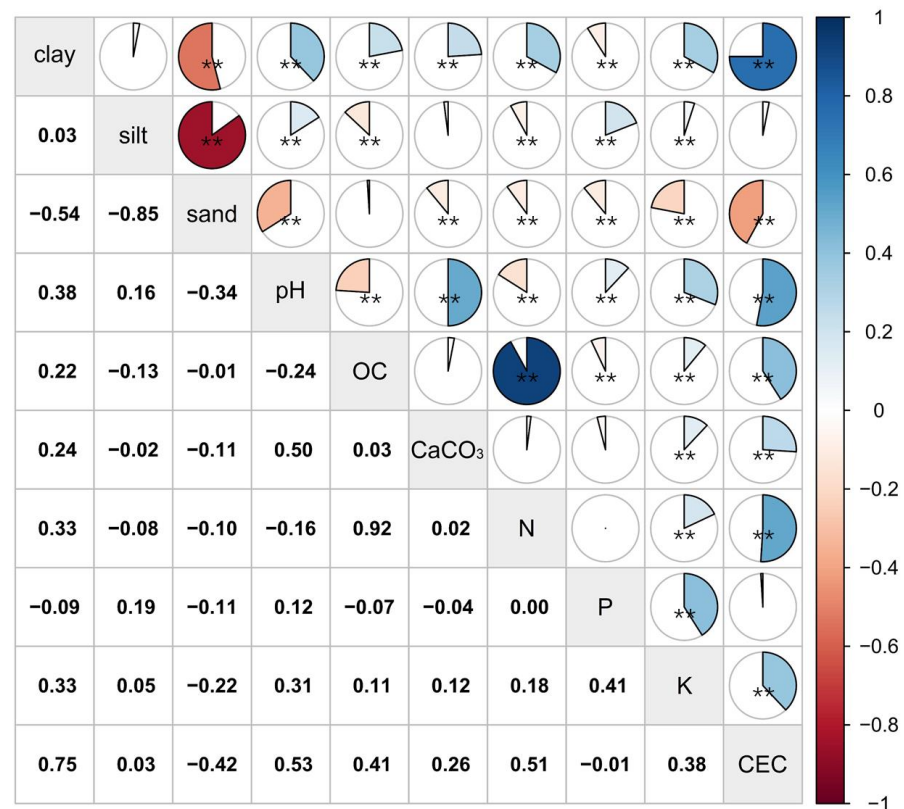 clay ** ** ** ** ** ** ** **
0.03 silt ** ** ** ** ** **
−0.54 −0.85 sand ** ** ** ** ** **
0.38 0.16 −0.34 pH ** ** ** ** ** **
0.22 −0.13 −0.01 −0.24 OC ** ** ** **
0.24 −0.02 −0.11 0.50 0.03 CaCO₃ ** **
0.33 −0.08 −0.10 −0.16 0.92 0.02 N ** **
−0.09 0.19 −0.11 0.12 −0.07 −0.04 0.00 P **
0.33 0.05 −0.22 0.31 0.11 0.12 0.18 0.41 K **
0.75 0.03 −0.42 0.53 0.41 0.26 0.51 −0.01 0.38 CEC
1
0.8
0.6
0.4
0.2
0
−0.2
−0.4
−0.6
−0.8
−1